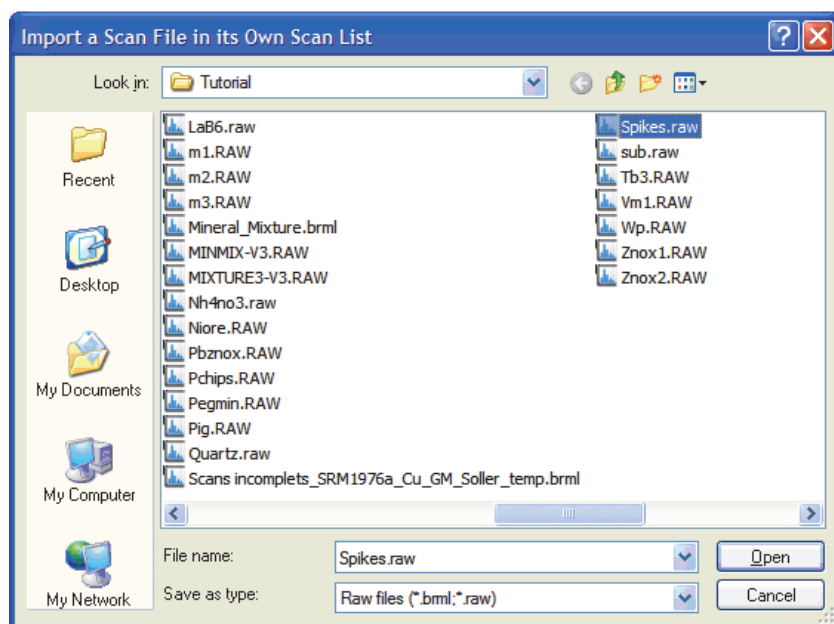 Import a Scan File in its Own Scan List
Look in:
Tutorial
Recent
Desktop
My Documents
My Computer
My Network
LaB6.raw
m1.RAW
m2.RAW
m3.RAW
Mineral_Mixture.brml
MINMIX-V3.RAW
MIXTURE3-V3.RAW
Nh4no3.raw
Niore.RAW
Pbznox.RAW
Pchips.RAW
Pegmin.RAW
Pig.RAW
Quartz.raw
Scans incomplets_SRM1976a_Cu_GM_Soller_temp.brml
Spikes.raw
sub.raw
Tb3.RAW
Vm1.RAW
Wp.RAW
Znox1.RAW
Znox2.RAW
File name:
Spikes.raw
Open
Save as type:
Raw files (*.brml;*.raw)
Cancel